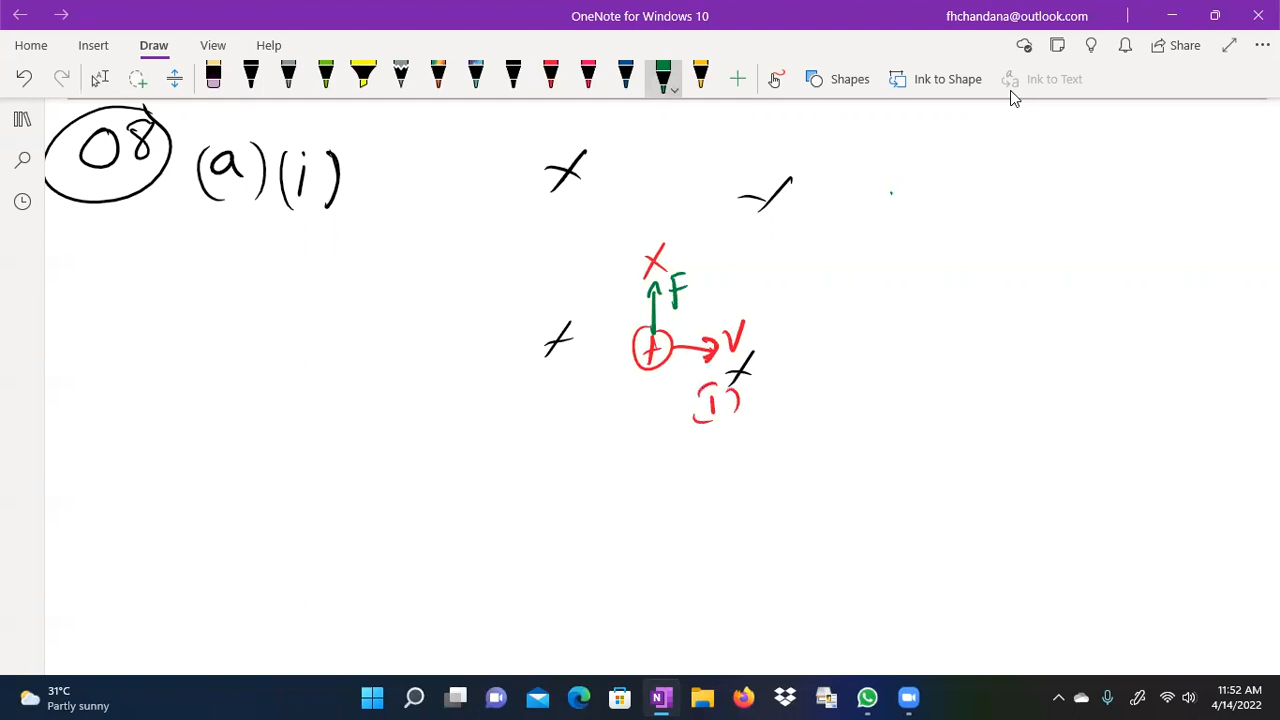 OneNote for Windows 10
fhchandana@outlook.com
Home Insert Draw View Help
Share
Shapes
Ink to Shape
Ink to Text
08 (a)(i)
x
x
x
F
x
+
V
x
(I)
31°C
Partly sunny
11:52 AM
4/14/2022